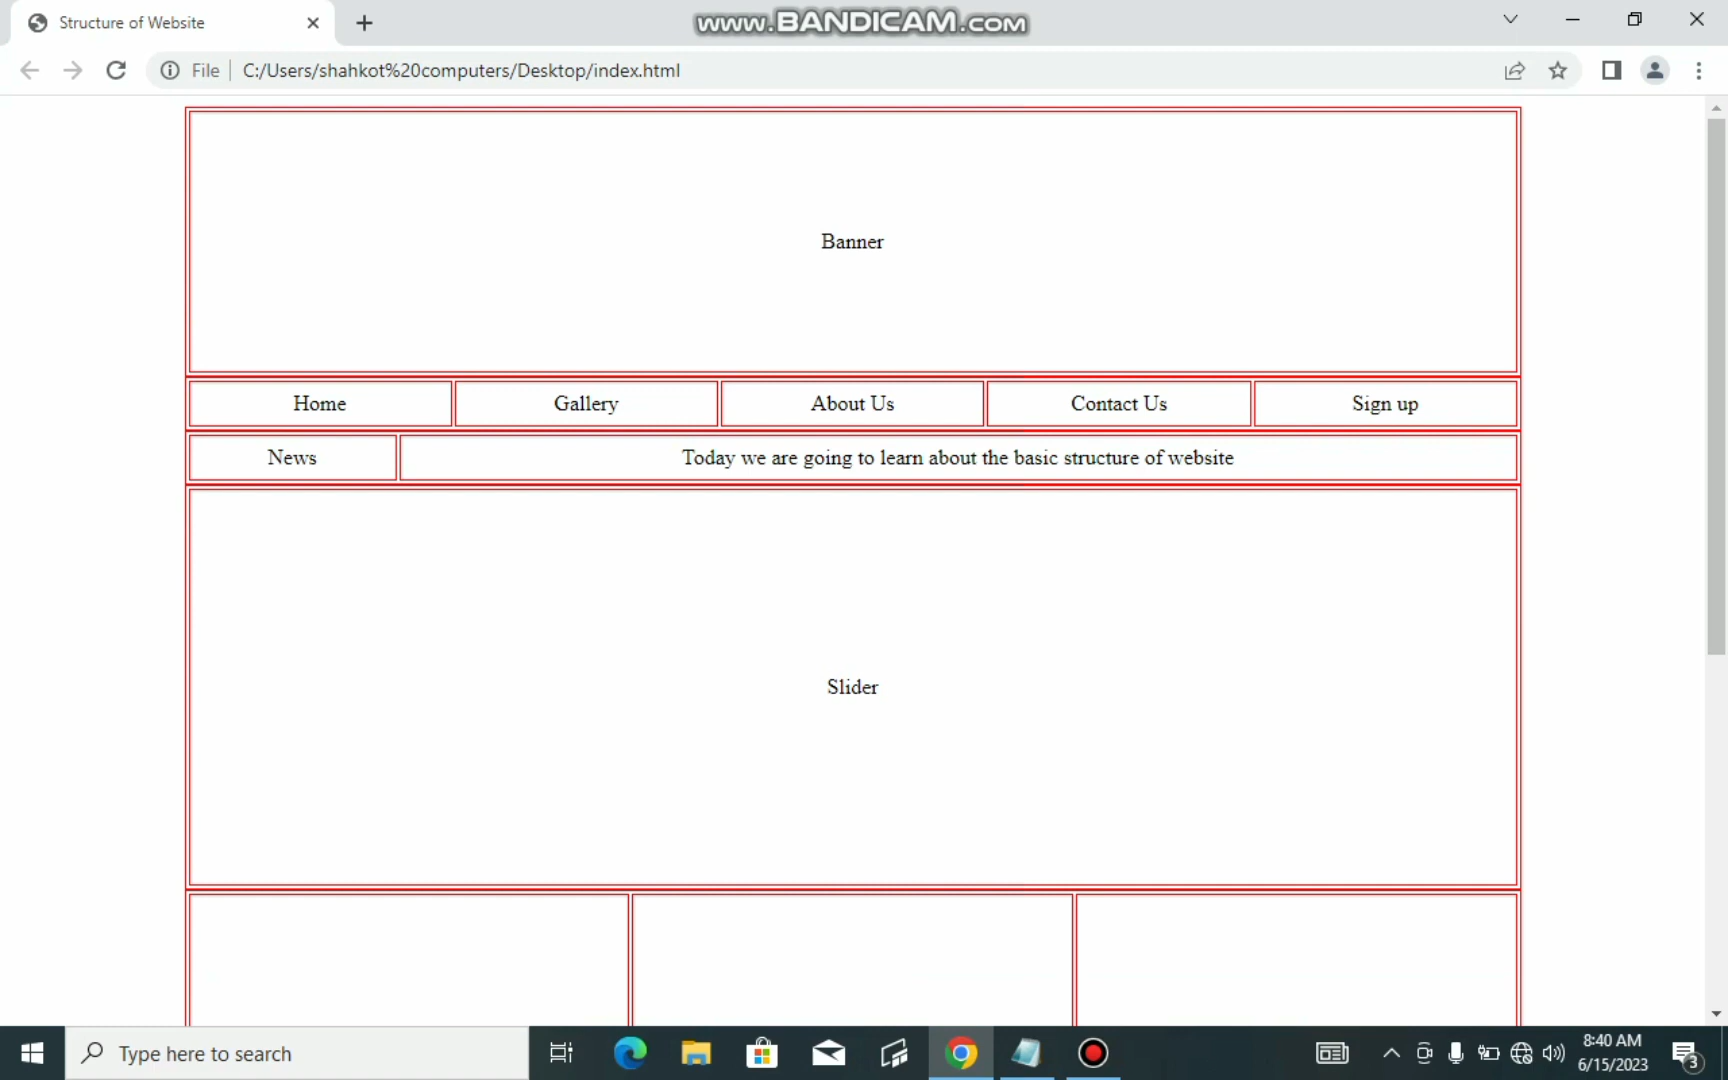 Structure of Website
www.BANDICAM.com
File
C:/Users/shahkot%20computers/Desktop/index.html
Banner
Home
Gallery
About Us
Contact Us
Sign up
News
Today we are going to learn about the basic structure of website
Slider
Type here to search
8:40 AM
6/15/2023
3